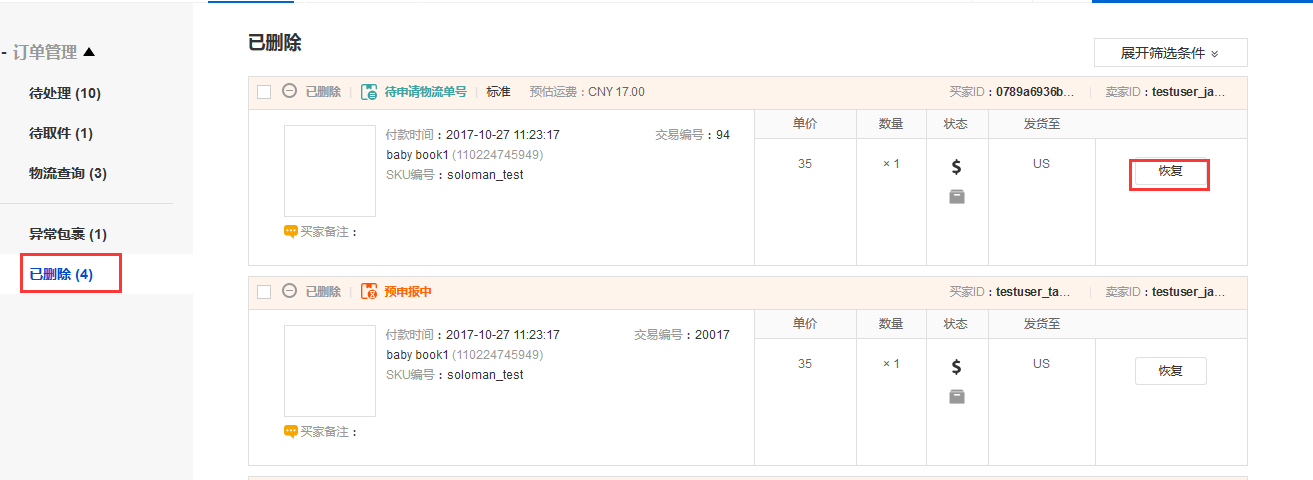 - 订单管理 ▲
待处理 (10)
待取件 (1)
物流查询 (3)
异常包裹 (1)
已删除 (4)
已删除
展开筛选条件
已删除 待申请物流单号 标准 预估运费：CNY 17.00 买家ID：0789a6936b... 卖家ID：testuser_ja...
单价 数量 状态 发货至
付款时间：2017-10-27 11:23:17 交易编号：94
baby book1 (110224745949)
SKU编号：soloman_test
35 × 1 $ US 恢复
买家备注：
已删除 预申报中 买家ID：testuser_ta... 卖家ID：testuser_ja...
单价 数量 状态 发货至
付款时间：2017-10-27 11:23:17 交易编号：20017
baby book1 (110224745949)
SKU编号：soloman_test
35 × 1 $ US 恢复
买家备注：